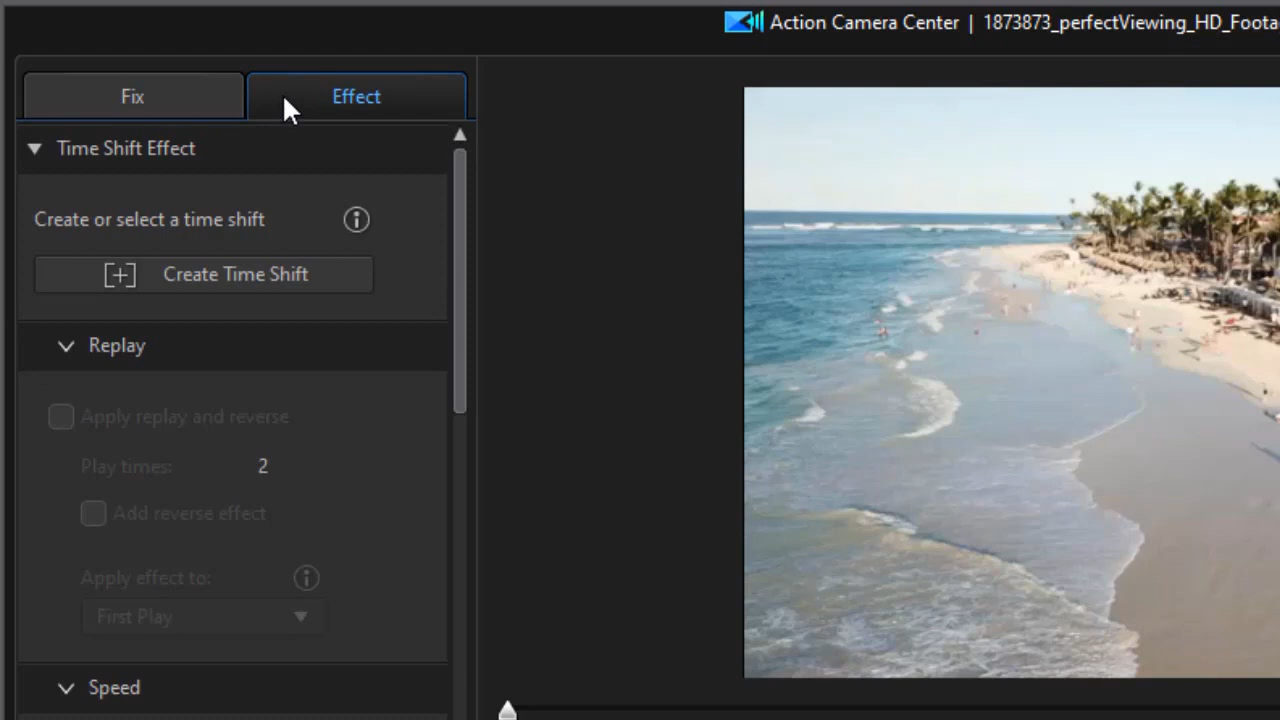 Action Camera Center | 1873873_perfectViewing_HD_Foota
Fix
Effect
Time Shift Effect
Create or select a time shift
Create Time Shift
Replay
Apply replay and reverse
Play times: 2
Add reverse effect
Apply effect to:
First Play
Speed